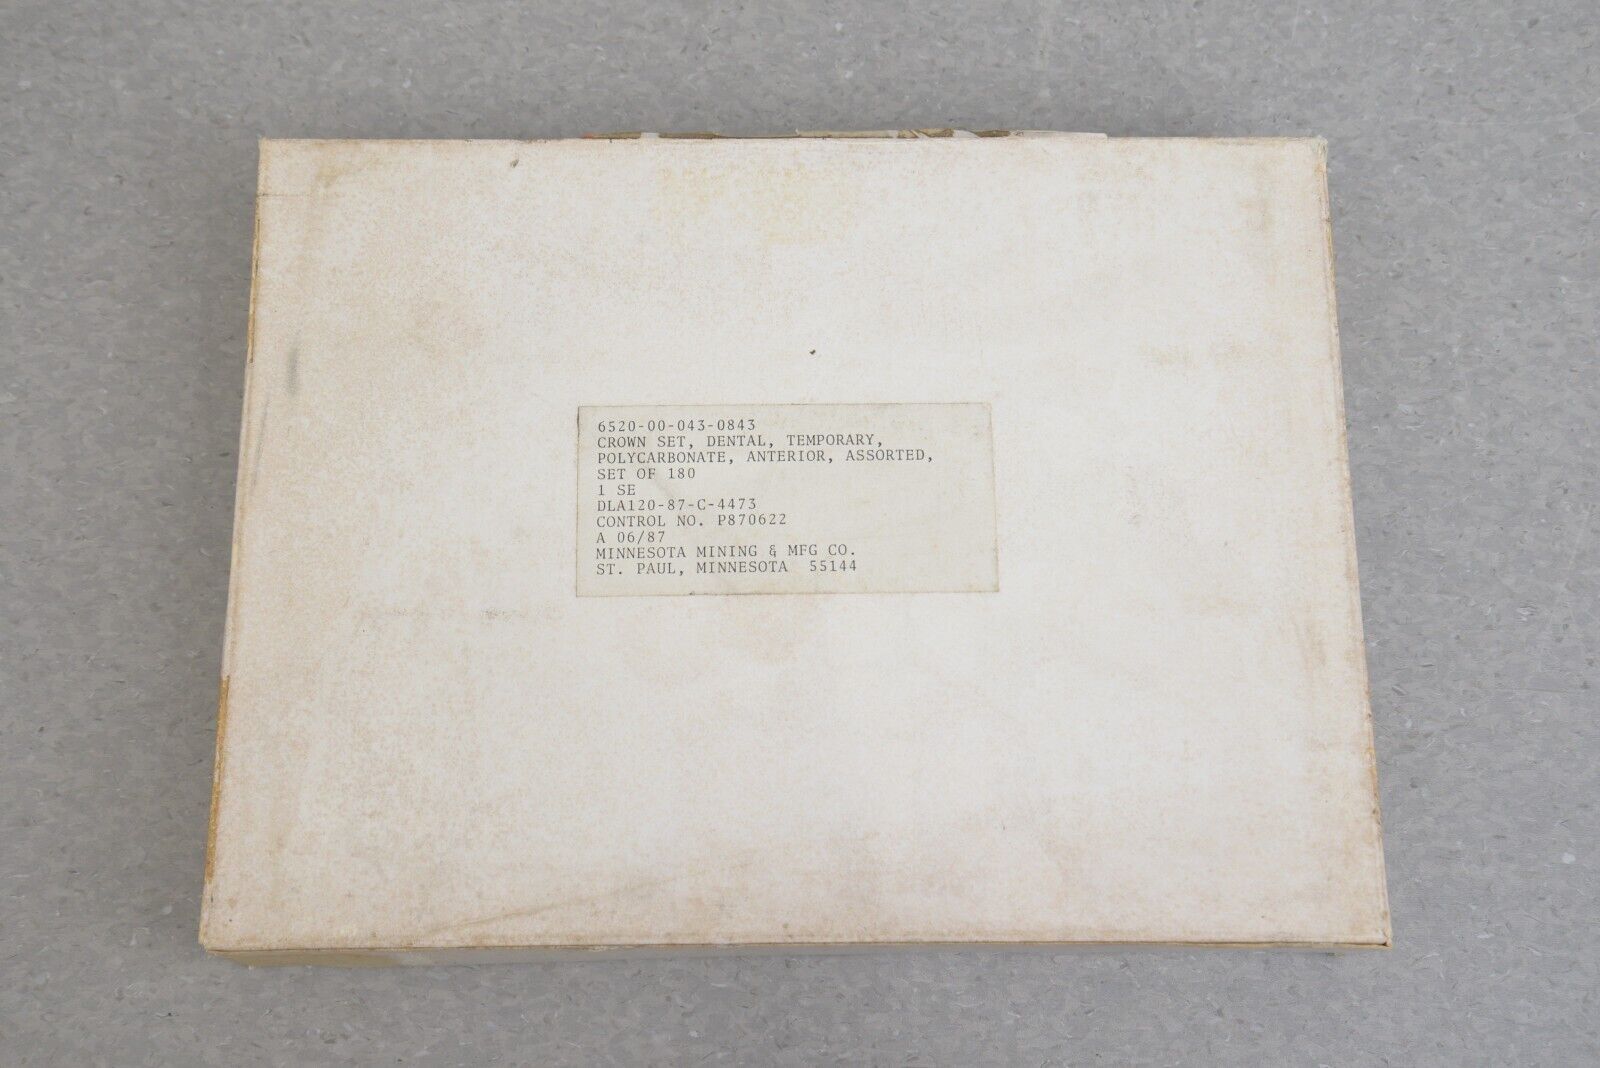 6520-00-043-0843
CROWN SET, DENTAL, TEMPORARY,
POLYCARBONATE, ANTERIOR, ASSORTED,
SET OF 180
1 SE
DLA120-87-C-4473
CONTROL NO. P870622
A 06/87
MINNESOTA MINING & MFG CO.
ST. PAUL, MINNESOTA 55144